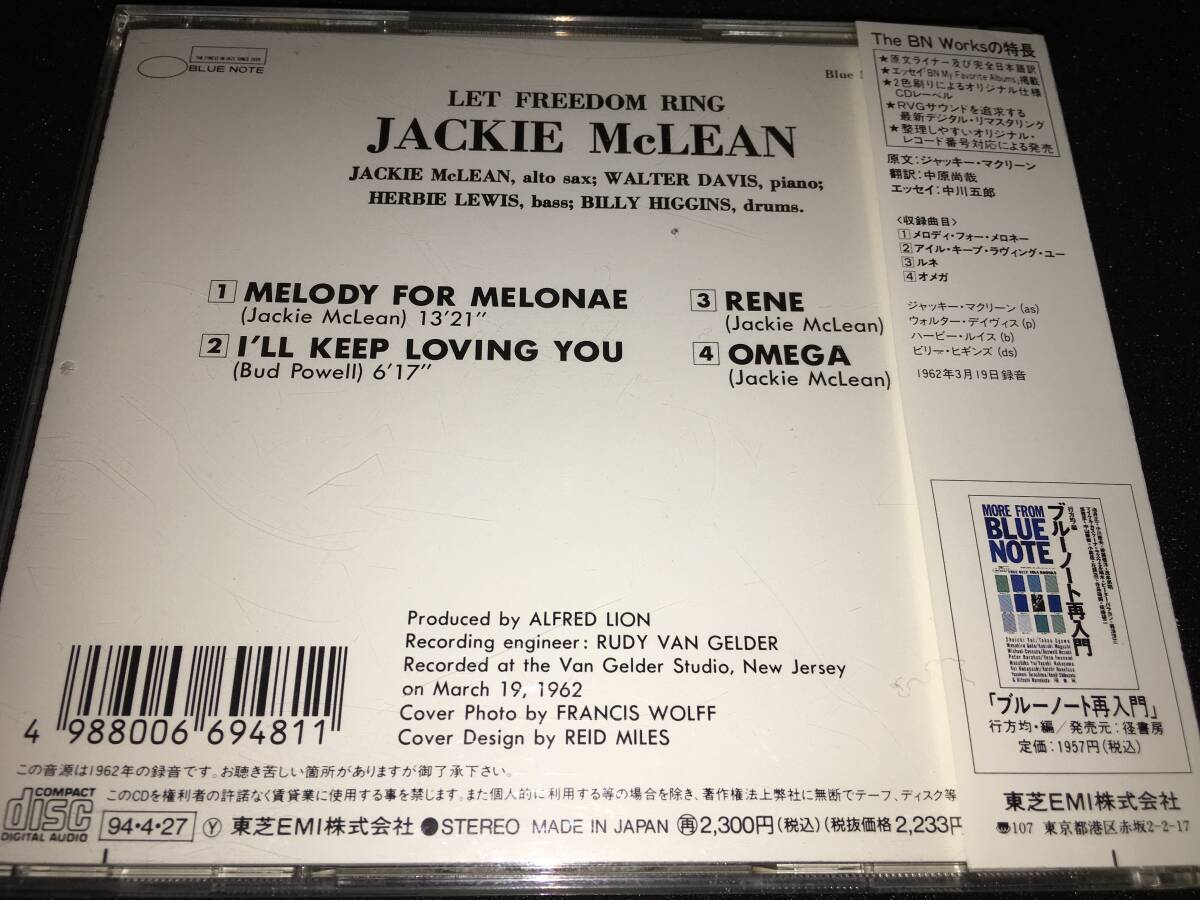 THE FINEST IN JAZZ SINCE 1939
BLUE NOTE
Blue
LET FREEDOM RING
JACKIE McLEAN
JACKIE McLEAN, alto sax; WALTER DAVIS, piano;
HERBIE LEWIS, bass; BILLY HIGGINS, drums.
1 MELODY FOR MELONAE
(Jackie McLean) 13'21"
2 I'LL KEEP LOVING YOU
(Bud Powell) 6'17"
3 RENE
(Jackie McLean)
4 OMEGA
(Jackie McLean)
Produced by ALFRED LION
Recording engineer: RUDY VAN GELDER
Recorded at the Van Gelder Studio, New Jersey
on March 19, 1962
Cover Photo by FRANCIS WOLFF
Cover Design by REID MILES
4 988006 694811
この音源は1962年の録音です。お聴き苦しい箇所がありますが御了承下さい。
COMPACT
disc
DIGITAL AUDIO
このCDを権利者の許諾なく賃貸業に使用する事を禁じます。また個人的に利用する等の場合を除き、著作権法上弊社に無断でテープ、ディスク等
94・4・27 Ⓨ 東芝EMI株式会社 ●STEREO MADE IN JAPAN ㊢2,300円(税込)(税抜価格2,233円
The BN Worksの特長
★原文ライナー及び完全日本語訳
★エッセイ「BN My Favorite Albums」掲載
★2色刷りによるオリジナル仕様
CDレーベル
★RVGサウンドを追求する
最新デジタル・リマスタリング
★整理しやすいオリジナル・
レコード番号対応による発売
原文：ジャッキー・マクリーン
翻訳：中原尚哉
エッセイ：中川五郎
〈収録曲目〉
1 メロディ・フォー・メロネー
2 アイル・キープ・ラヴィング・ユー
3 ルネ
4 オメガ
ジャッキー・マクリーン(as)
ウォルター・デイヴィス(p)
ハービー・ルイス(b)
ビリー・ヒギンズ(ds)
1962年3月19日録音
MORE FROM
BLUE
NOTE
行方均・編
ブルーノート再入門
「ブルーノート再入門」
行方均・編／発売元：径書房
定価：1957円(税込)
東芝EMI株式会社
〠107 東京都港区赤坂2-2-17